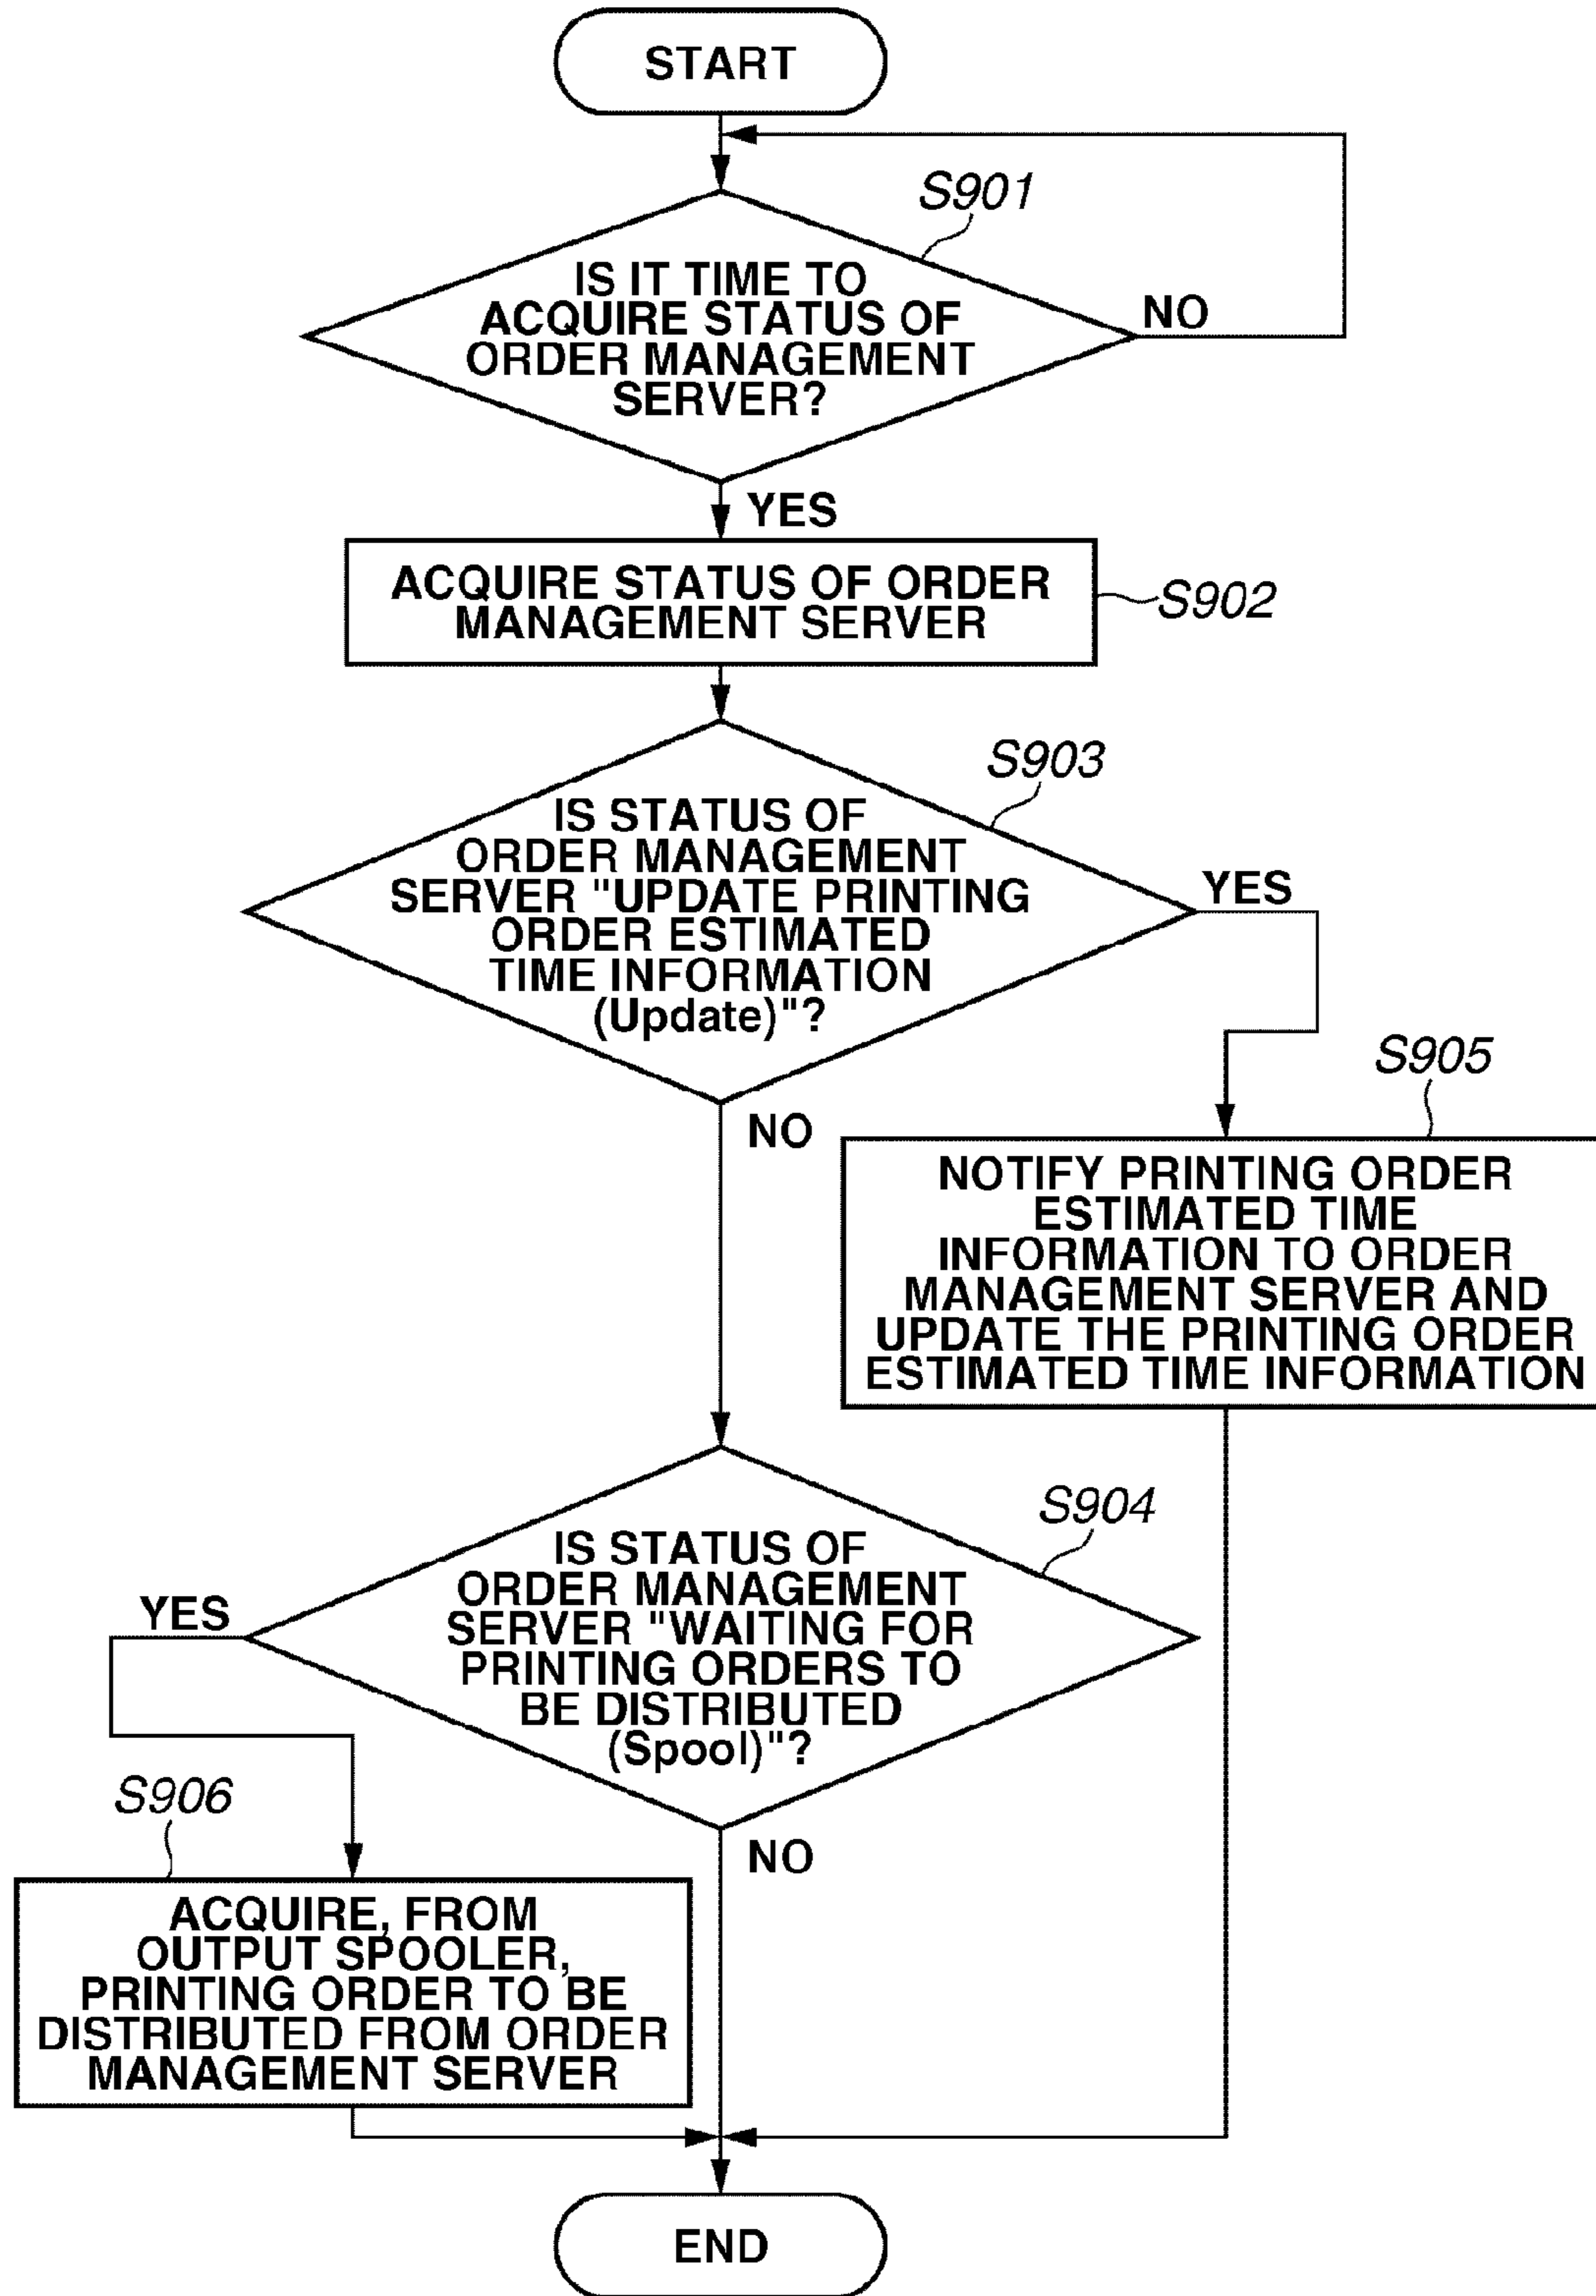 START
S901
IS IT TIME TO
ACQUIRE STATUS OF
ORDER MANAGEMENT
SERVER?
NO
YES
ACQUIRE STATUS OF ORDER
MANAGEMENT SERVER
S902
S903
IS STATUS OF
ORDER MANAGEMENT
SERVER "UPDATE PRINTING
ORDER ESTIMATED
TIME INFORMATION
(Update)"?
YES
NO
S905
NOTIFY PRINTING ORDER
ESTIMATED TIME
INFORMATION TO ORDER
MANAGEMENT SERVER AND
UPDATE THE PRINTING ORDER
ESTIMATED TIME INFORMATION
S904
IS STATUS OF
ORDER MANAGEMENT
SERVER "WAITING FOR
PRINTING ORDERS TO
BE DISTRIBUTED
(Spool)"?
YES
NO
S906
ACQUIRE, FROM
OUTPUT SPOOLER,
PRINTING ORDER TO BE
DISTRIBUTED FROM ORDER
MANAGEMENT SERVER
END